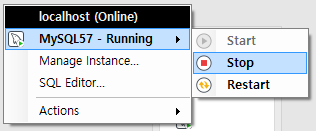 localhost (Online)
MySQL57 - Running
Manage Instance...
SQL Editor...
Actions
Start
Stop
Restart